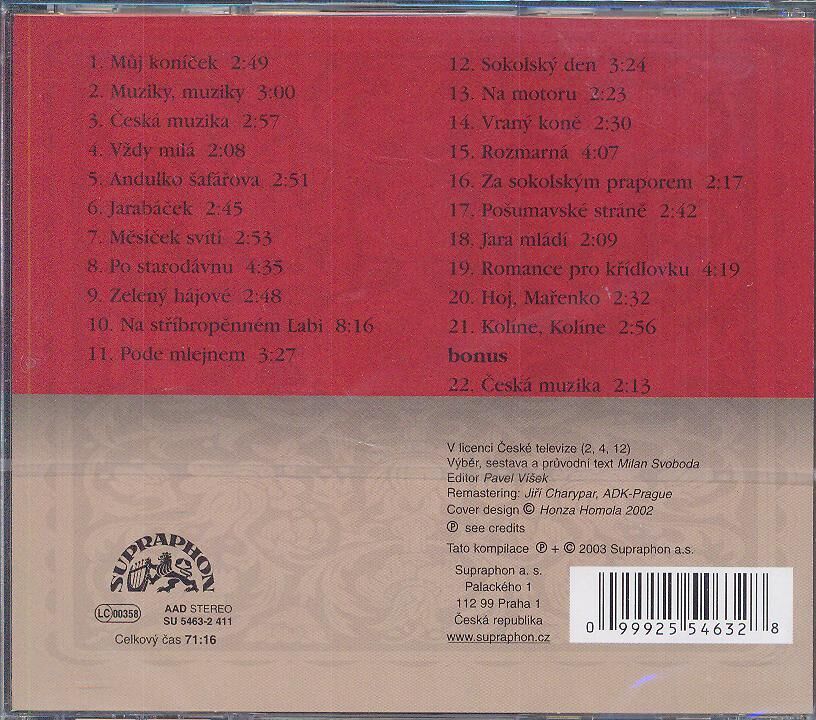 1. Můj koníček 2:49
2. Muziky, muziky 3:00
3. Česká muzika 2:57
4. Vždy milá 2:08
5. Andulko šafářova 2:51
6. Jarabáček 2:45
7. Měsíček svítí 2:53
8. Po starodávnu 4:35
9. Zelený hájové 2:48
10. Na stříbropěnném Labi 8:16
11. Pode mlejnem 3:27
12. Sokolský den 3:24
13. Na motoru 2:23
14. Vraný koně 2:30
15. Rozmarná 4:07
16. Za sokolským praporem 2:17
17. Pošumavské stráně 2:42
18. Jara mládí 2:09
19. Romance pro křídlovku 4:19
20. Hoj, Mařenko 2:32
21. Kolíne, Kolíne 2:56
bonus
22. Česká muzika 2:13
V licenci České televize (2, 4, 12)
Výběr, sestava a průvodní text Milan Svoboda
Editor Pavel Víšek
Remastering: Jiří Charypar, ADK-Prague
Cover design © Honza Homola 2002
℗ see credits
Tato kompilace ℗ + © 2003 Supraphon a.s.
SUPRAPHON
LC 00358
AAD STEREO
SU 5463-2 411
Celkový čas 71:16
Supraphon a. s.
Palackého 1
112 99 Praha 1
Česká republika
www.supraphon.cz
0 99925 54632 8